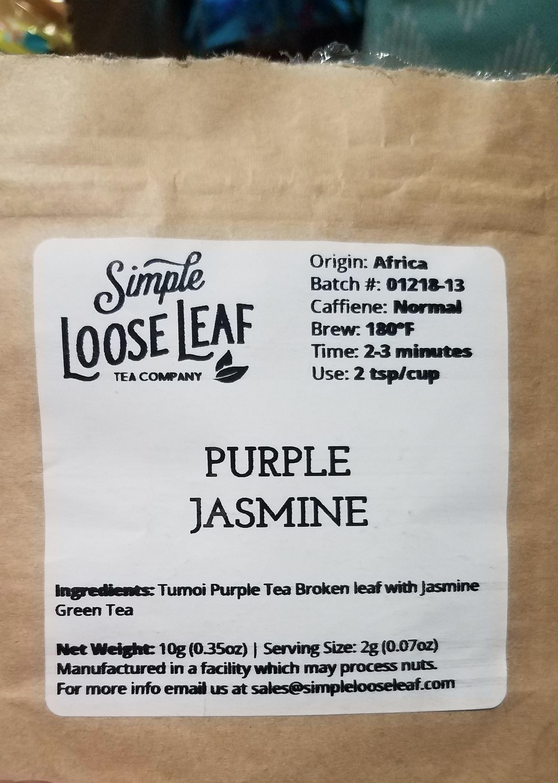 Simple
LOOSE LEAF
TEA COMPANY
Origin: Africa
Batch #: 01218-13
Caffiene: Normal
Brew: 180°F
Time: 2-3 minutes
Use: 2 tsp/cup
PURPLE
JASMINE
Ingredients: Tumoi Purple Tea Broken leaf with Jasmine
Green Tea
Net Weight: 10g (0.35oz) | Serving Size: 2g (0.07oz)
Manufactured in a facility which may process nuts.
For more info email us at sales@simplelooseleaf.com